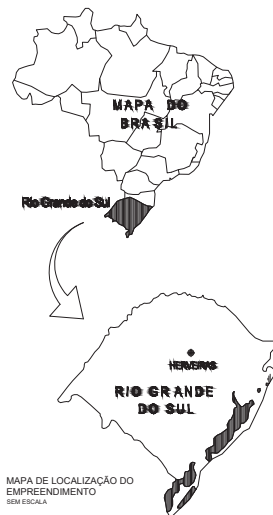 MAPA DO
BRASIL
Rio Grande do Sul
HERVEIRAS
RIO GRANDE
DO SUL
MAPA DE LOCALIZAÇÃO DO
EMPREENDIMENTO
SEM ESCALA